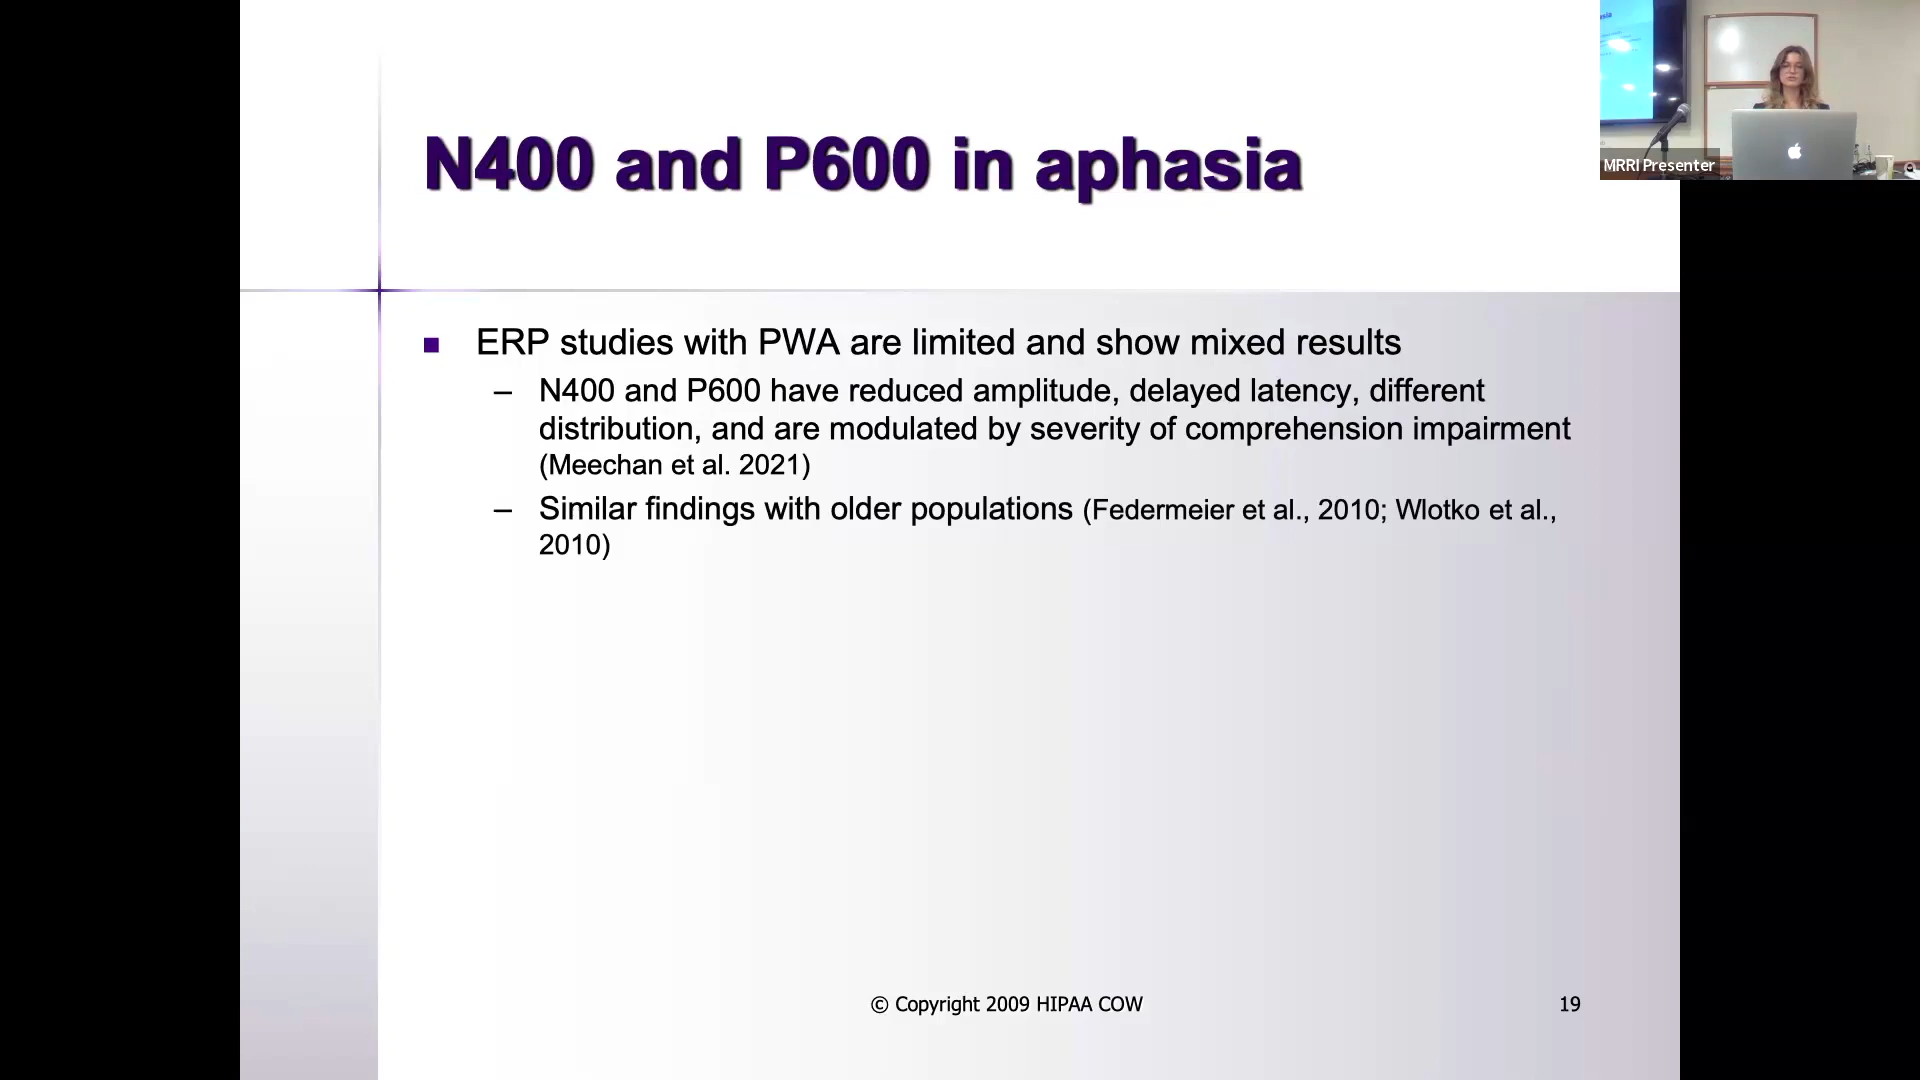 N400 and P600 in aphasia
MRRI Presenter
■ ERP studies with PWA are limited and show mixed results
– N400 and P600 have reduced amplitude, delayed latency, different
distribution, and are modulated by severity of comprehension impairment
(Meechan et al. 2021)
– Similar findings with older populations (Federmeier et al., 2010; Wlotko et al.,
2010)
© Copyright 2009 HIPAA COW
19